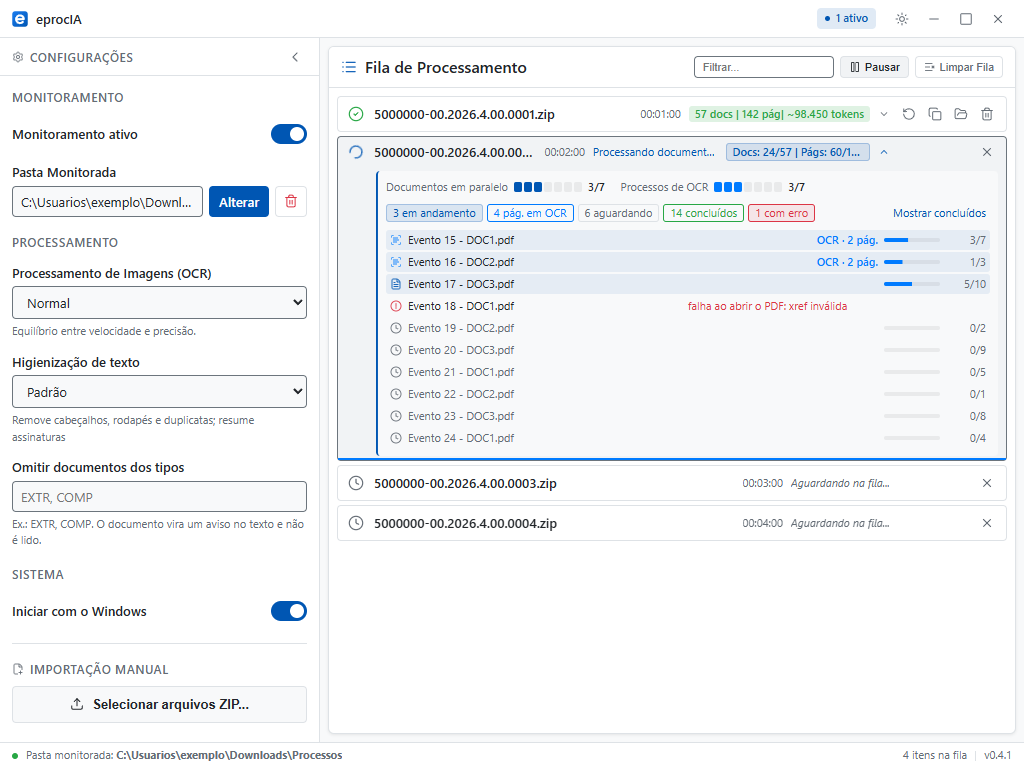 eprocIA
1 ativo
CONFIGURAÇÕES
MONITORAMENTO
Monitoramento ativo
Pasta Monitorada
C:\Usuarios\exemplo\Downl...
Alterar
PROCESSAMENTO
Processamento de Imagens (OCR)
Normal
Equilíbrio entre velocidade e precisão.
Higienização de texto
Padrão
Remove cabeçalhos, rodapés e duplicatas; resume
assinaturas
Omitir documentos dos tipos
EXTR, COMP
Ex.: EXTR, COMP. O documento vira um aviso no texto e não
é lido.
SISTEMA
Iniciar com o Windows
IMPORTAÇÃO MANUAL
Selecionar arquivos ZIP...
Fila de Processamento
Filtrar...
Pausar
Limpar Fila
5000000-00.2026.4.00.0001.zip 00:01:00 57 docs | 142 pág| ~98.450 tokens
5000000-00.2026.4.00.00... 00:02:00 Processando document... Docs: 24/57 | Págs: 60/1...
Documentos em paralelo 3/7 Processos de OCR 3/7
3 em andamento 4 pág. em OCR 6 aguardando 14 concluídos 1 com erro Mostrar concluídos
Evento 15 - DOC1.pdf OCR · 2 pág. 3/7
Evento 16 - DOC2.pdf OCR · 2 pág. 1/3
Evento 17 - DOC3.pdf 5/10
Evento 18 - DOC1.pdf falha ao abrir o PDF: xref inválida
Evento 19 - DOC2.pdf 0/2
Evento 20 - DOC3.pdf 0/9
Evento 21 - DOC1.pdf 0/5
Evento 22 - DOC2.pdf 0/1
Evento 23 - DOC3.pdf 0/8
Evento 24 - DOC1.pdf 0/4
5000000-00.2026.4.00.0003.zip 00:03:00 Aguardando na fila...
5000000-00.2026.4.00.0004.zip 00:04:00 Aguardando na fila...
Pasta monitorada: C:\Usuarios\exemplo\Downloads\Processos
4 itens na fila | v0.4.1